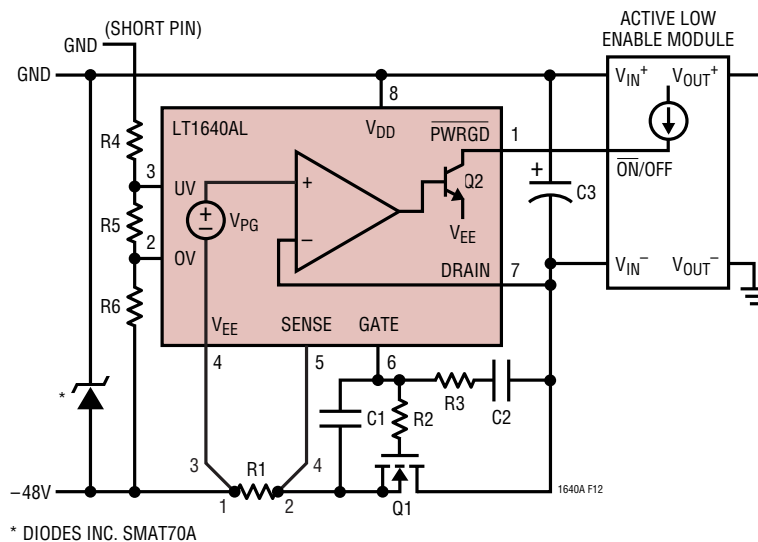 (SHORT PIN)
GND
GND
ACTIVE LOW
ENABLE MODULE
VIN+
VOUT+
8
LT1640AL
VDD
PWRGD
1
R4
3
UV
+
−
VPG
+
−
Q2
VEE
ON/OFF
+
C3
R5
2
OV
DRAIN
7
VIN−
VOUT−
R6
VEE
SENSE
GATE
4
5
6
*
C1
R2
R3
C2
3
R1
4
−48V
1
2
Q1
1640A F12
* DIODES INC. SMAT70A